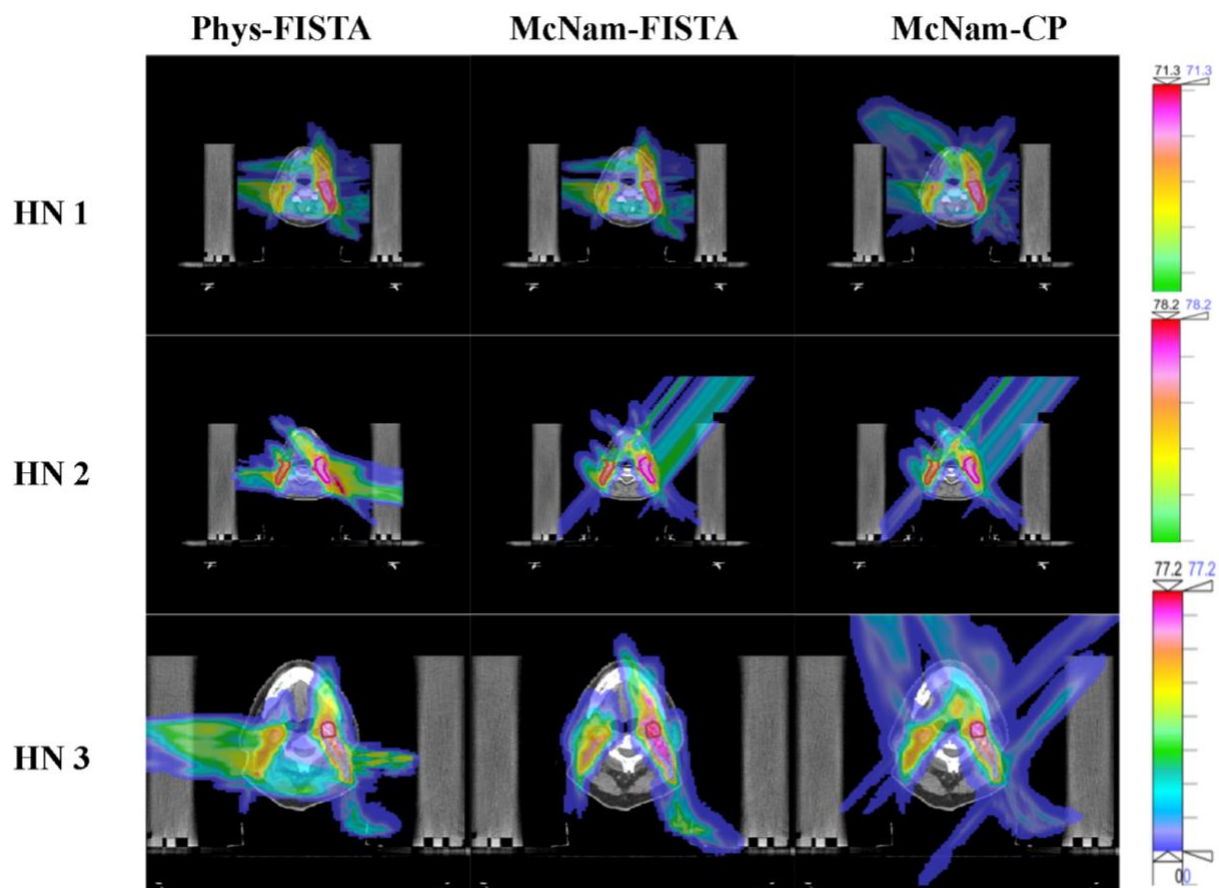 Phys-FISTA McNam-FISTA McNam-CP
71.3 71.3
HN 1
78.2 78.2
HN 2
77.2 77.2
HN 3
00